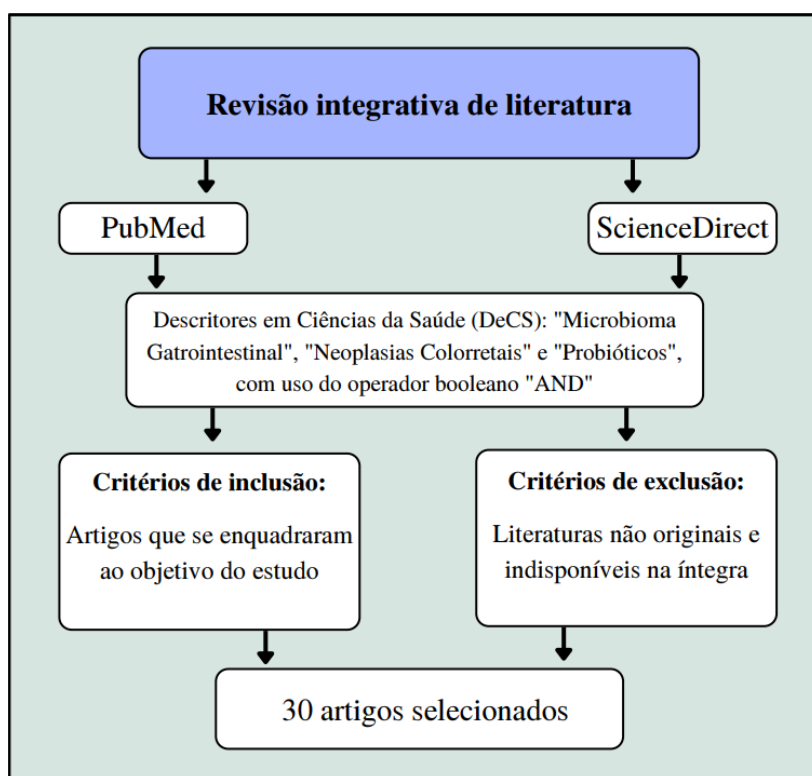 Revisão integrativa de literatura
PubMed
ScienceDirect
Descritores em Ciências da Saúde (DeCS): "Microbioma
Gatrointestinal", "Neoplasias Colorretais" e "Probióticos",
com uso do operador booleano "AND"
Critérios de inclusão:
Artigos que se enquadraram
ao objetivo do estudo
Critérios de exclusão:
Literaturas não originais e
indisponíveis na íntegra
30 artigos selecionados